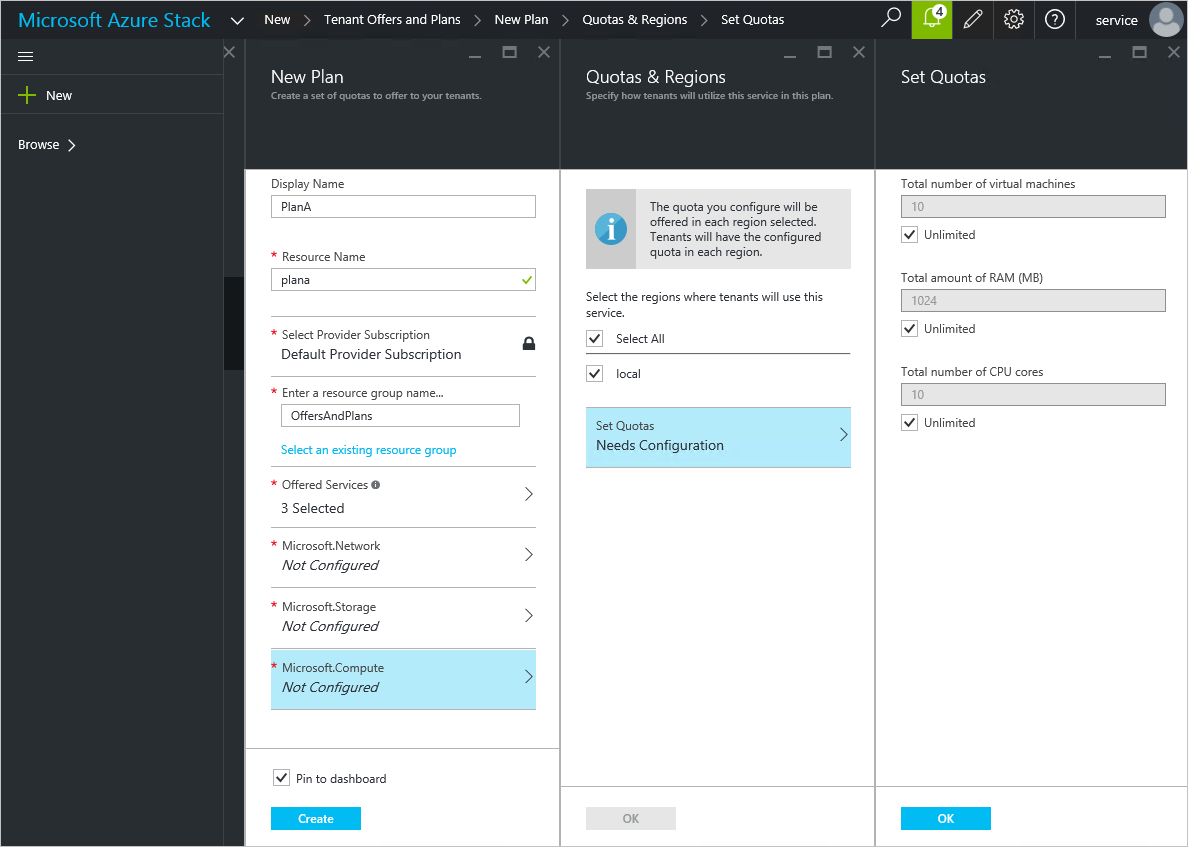 Microsoft Azure Stack
New
Tenant Offers and Plans
New Plan
Quotas & Regions
Set Quotas
4
service
New
Browse
New Plan
Create a set of quotas to offer to your tenants.
Display Name
PlanA
* Resource Name
plana
* Select Provider Subscription
Default Provider Subscription
* Enter a resource group name...
OffersAndPlans
Select an existing resource group
* Offered Services
3 Selected
* Microsoft.Network
Not Configured
* Microsoft.Storage
Not Configured
* Microsoft.Compute
Not Configured
Pin to dashboard
Create
Quotas & Regions
Specify how tenants will utilize this service in this plan.
The quota you configure will be
offered in each region selected.
Tenants will have the configured
quota in each region.
Select the regions where tenants will use this
service.
Select All
local
Set Quotas
Needs Configuration
OK
Set Quotas
Total number of virtual machines
10
Unlimited
Total amount of RAM (MB)
1024
Unlimited
Total number of CPU cores
10
Unlimited
OK